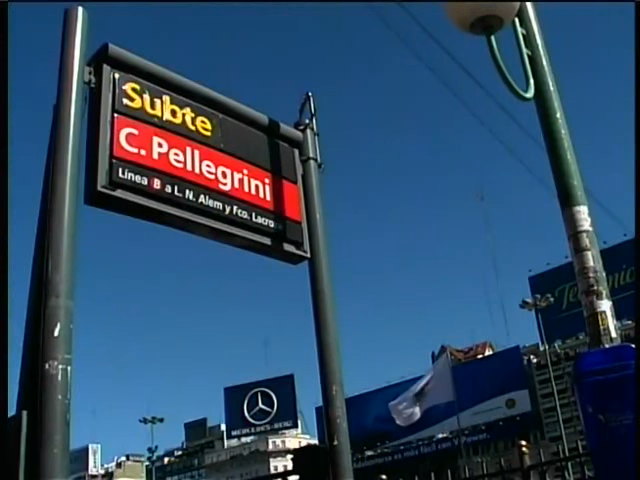 Subte
C. Pellegrini
Línea B a L. N. Alem y Fco. Lacro
Mercedes-Benz